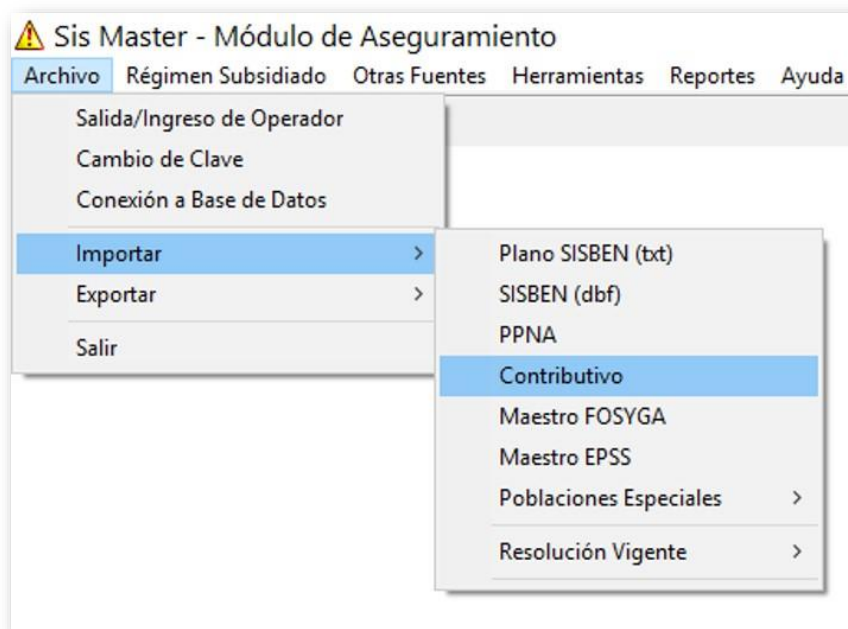 Sis Master - Módulo de Aseguramiento
Archivo Régimen Subsidiado Otras Fuentes Herramientas Reportes Ayuda
Salida/Ingreso de Operador
Cambio de Clave
Conexión a Base de Datos
Importar
Exportar
Salir
Plano SISBEN (txt)
SISBEN (dbf)
PPNA
Contributivo
Maestro FOSYGA
Maestro EPSS
Poblaciones Especiales
Resolución Vigente